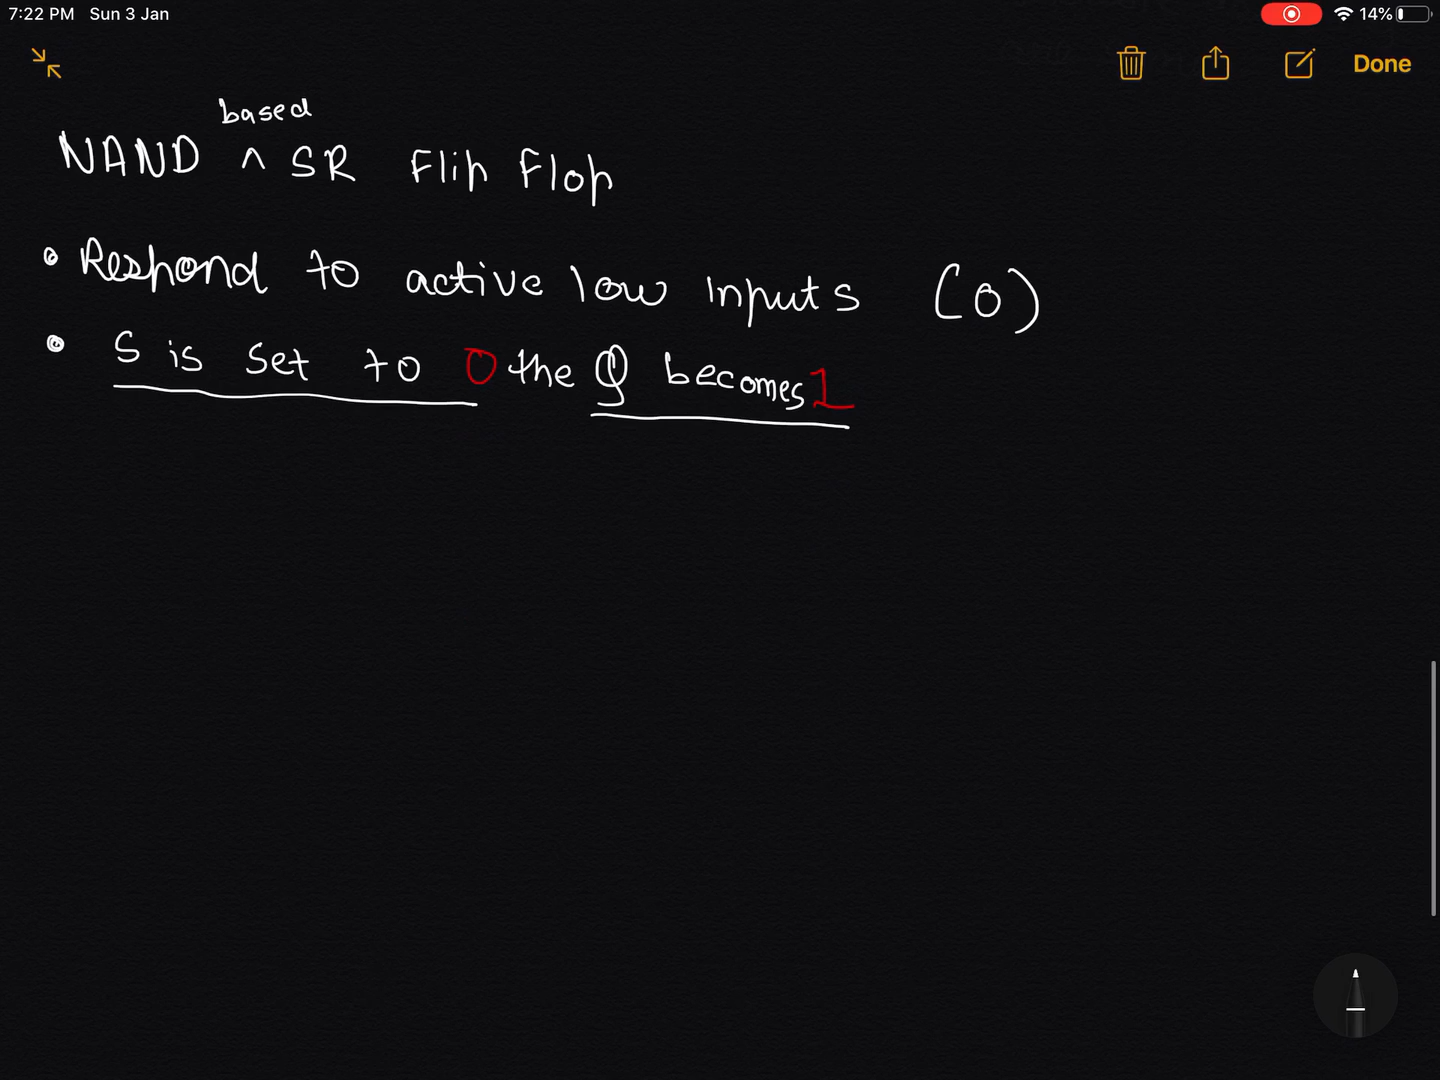 7:22 PM Sun 3 Jan 14%
Done
based
NAND ^ SR Flip Flop
• Respond to active low inputs (0)
• S is set to 0 the Q becomes 1